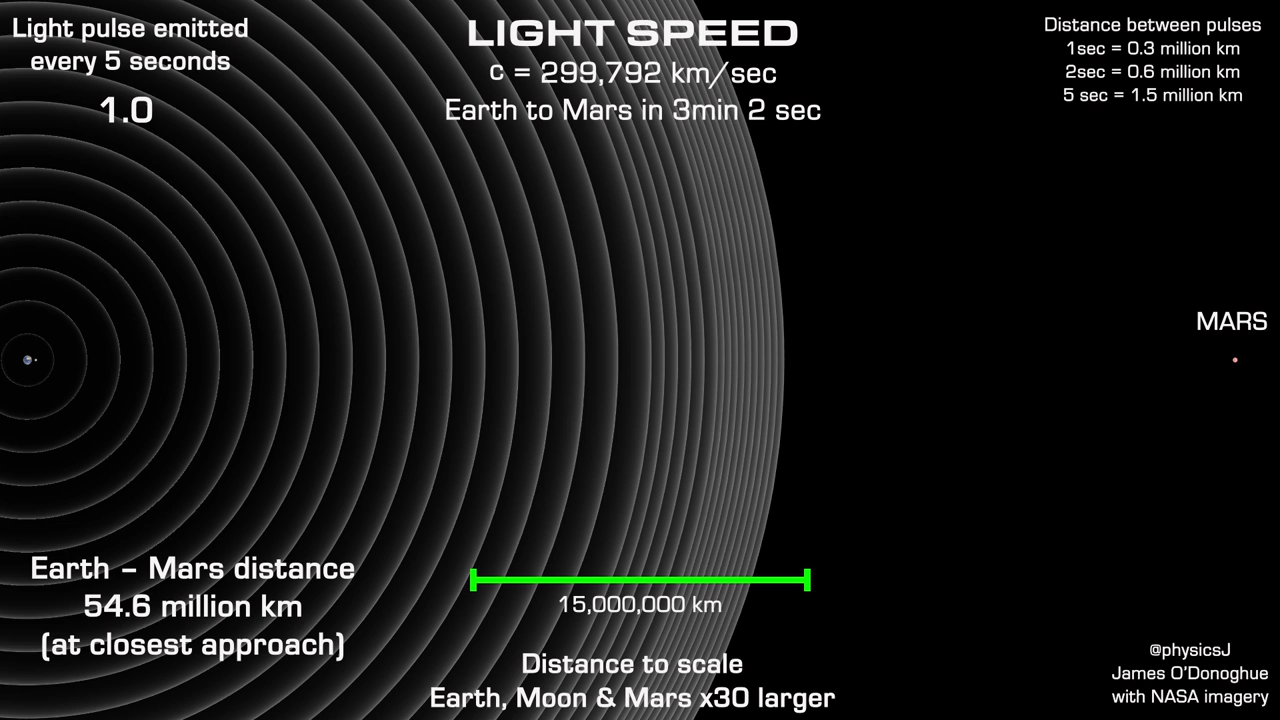 Light pulse emitted
every 5 seconds
1.0
LIGHT SPEED
c = 299,792 km/sec
Earth to Mars in 3min 2 sec
Distance between pulses
1sec = 0.3 million km
2sec = 0.6 million km
5 sec = 1.5 million km
MARS
Earth – Mars distance
54.6 million km
(at closest approach)
15,000,000 km
Distance to scale
Earth, Moon & Mars x30 larger
@physicsJ
James O'Donoghue
with NASA imagery